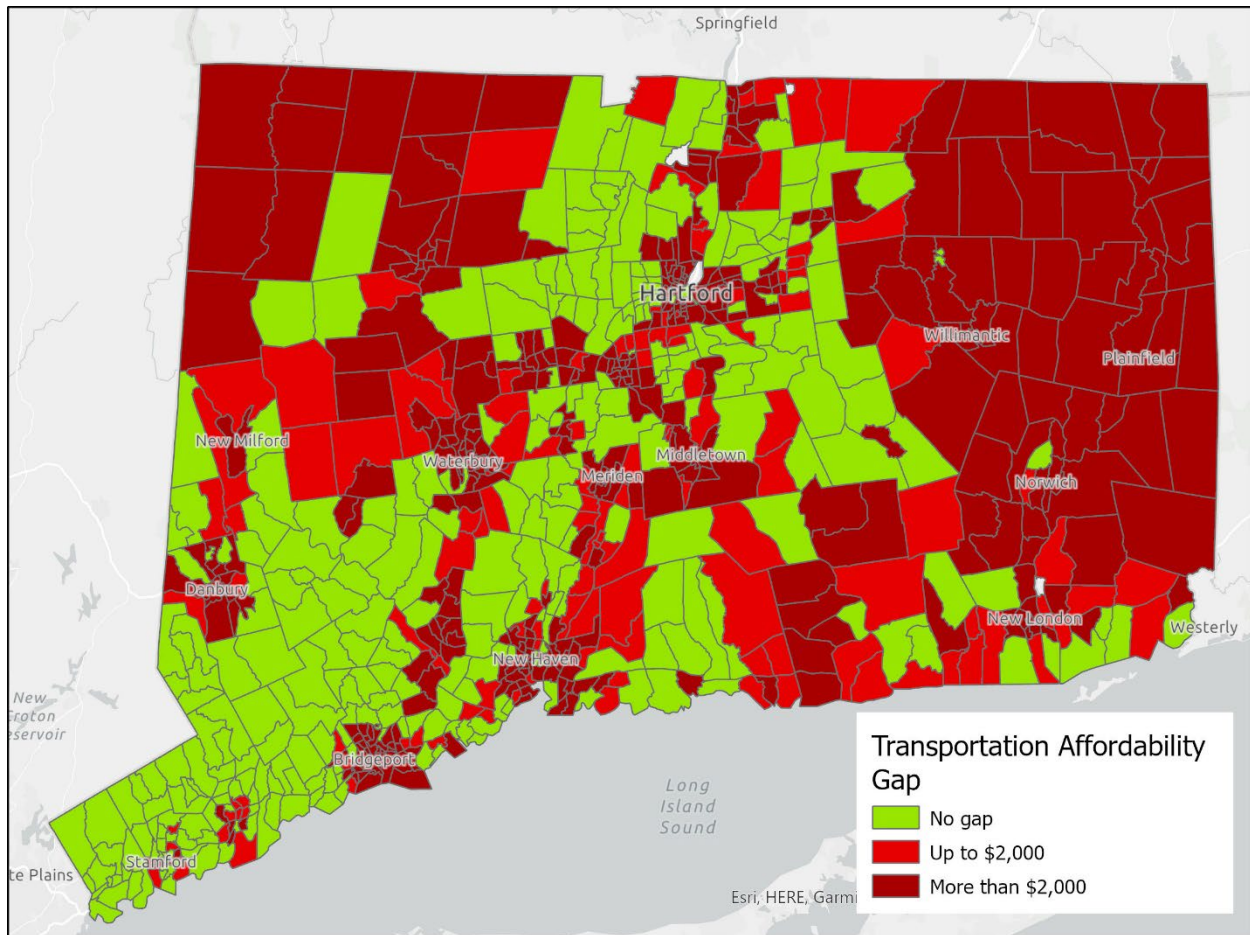 Springfield
Hartford
Willimantic
Plainfield
New Milford
Waterbury
Meriden
Middletown
Norwich
Danbury
New Haven
New London
Westerly
New
Croton
eservoir
Bridgeport
Long
Island
Sound
Stamford
te Plains
Esri, HERE, Garmi
Transportation Affordability
Gap
No gap
Up to $2,000
More than $2,000